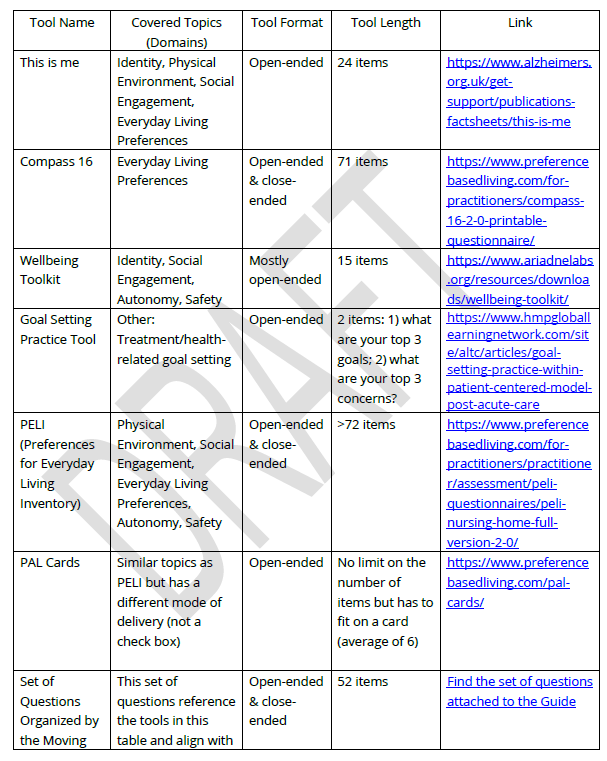 Tool Name
Covered Topics
(Domains)
Tool Format
Tool Length
Link
This is me
Identity, Physical
Environment, Social
Engagement,
Everyday Living
Preferences
Open-ended
24 items
https://www.alzheimers.
org.uk/get-
support/publications-
factsheets/this-is-me
Compass 16
Everyday Living
Preferences
Open-ended
& close-
ended
71 items
https://www.preference
basedliving.com/for-
practitioners/compass-
16-2-0-printable-
questionnaire/
Wellbeing
Toolkit
Identity, Social
Engagement,
Autonomy, Safety
Mostly
open-ended
15 items
https://www.ariadnelabs
.org/resources/downloa
ds/wellbeing-toolkit/
Goal Setting
Practice Tool
Other:
Treatment/health-
related goal setting
Open-ended
2 items: 1) what
are your top 3
goals; 2) what
are your top 3
concerns?
https://www.hmpgloball
earningnetwork.com/sit
e/altc/articles/goal-
setting-practice-within-
patient-centered-model-
post-acute-care
PELI
(Preferences
for Everyday
Living
Inventory)
Physical
Environment, Social
Engagement,
Everyday Living
Preferences,
Autonomy, Safety
Open-ended
& close-
ended
>72 items
https://www.preference
basedliving.com/for-
practitioners/practitione
r/assessment/peli-
questionnaires/peli-
nursing-home-full-
version-2-0/
PAL Cards
Similar topics as
PELI but has a
different mode of
delivery (not a
check box)
Open-ended
No limit on the
number of
items but has to
fit on a card
(average of 6)
https://www.preference
basedliving.com/pal-
cards/
Set of
Questions
Organized by
the Moving
This set of
questions reference
the tools in this
table and align with
Open-ended
& close-
ended
52 items
Find the set of questions
attached to the Guide
DRAFT